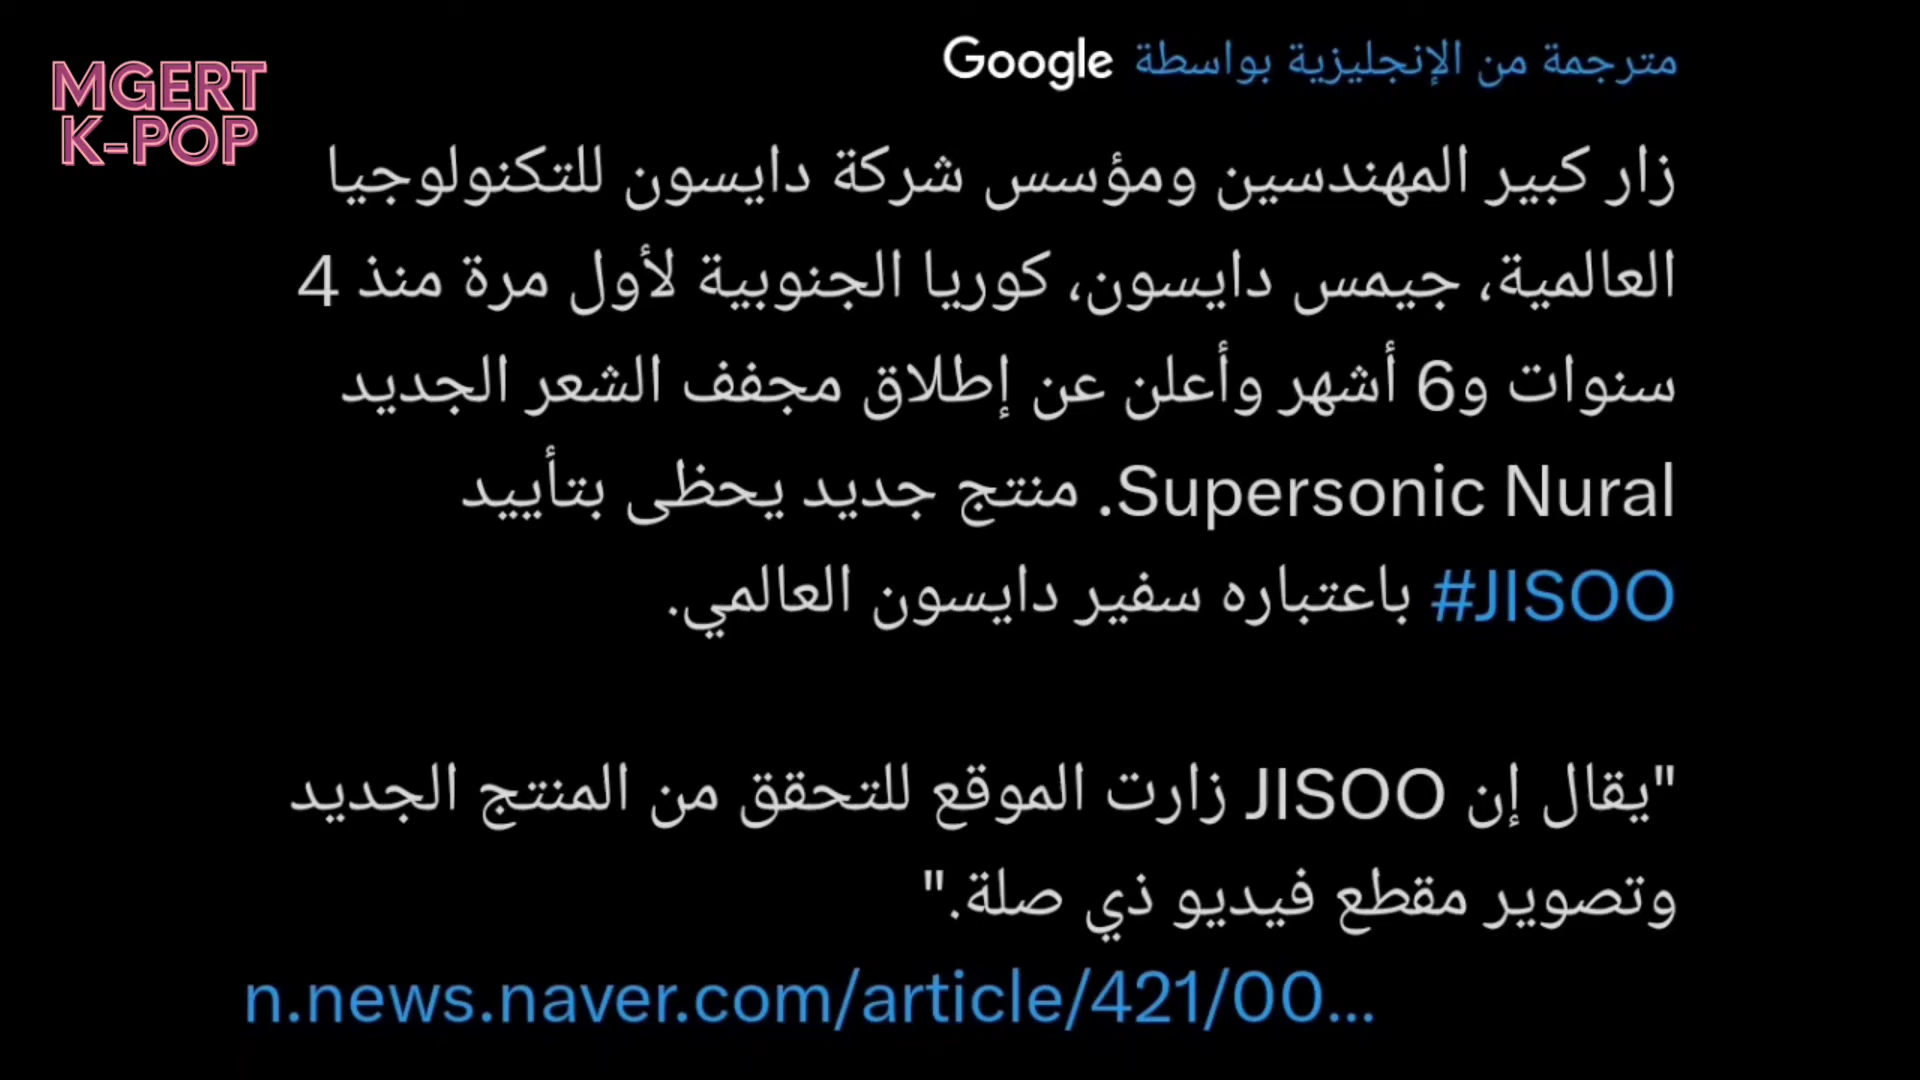 MGERT
K-POP
مترجمة من الإنجليزية بواسطة Google
زار كبير المهندسين ومؤسس شركة دايسون للتكنولوجيا
العالمية، جيمس دايسون، كوريا الجنوبية لأول مرة منذ 4
سنوات و6 أشهر وأعلن عن إطلاق مجفف الشعر الجديد
Supersonic Nural. منتج جديد يحظى بتأييد
#JISOO باعتباره سفير دايسون العالمي.
"يقال إن JISOO زارت الموقع للتحقق من المنتج الجديد
وتصوير مقطع فيديو ذي صلة."
n.news.naver.com/article/421/00...